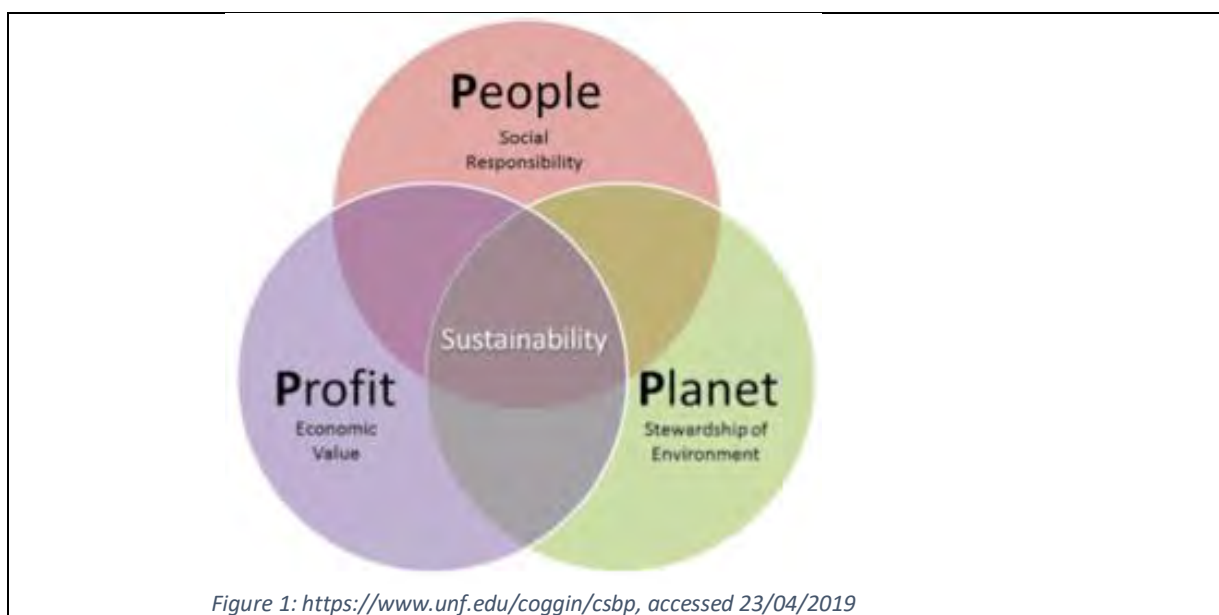 People
Social
Responsibility
Sustainability
Profit
Economic
Value
Planet
Stewardship of
Environment
Figure 1: https://www.unf.edu/coggin/csbp, accessed 23/04/2019